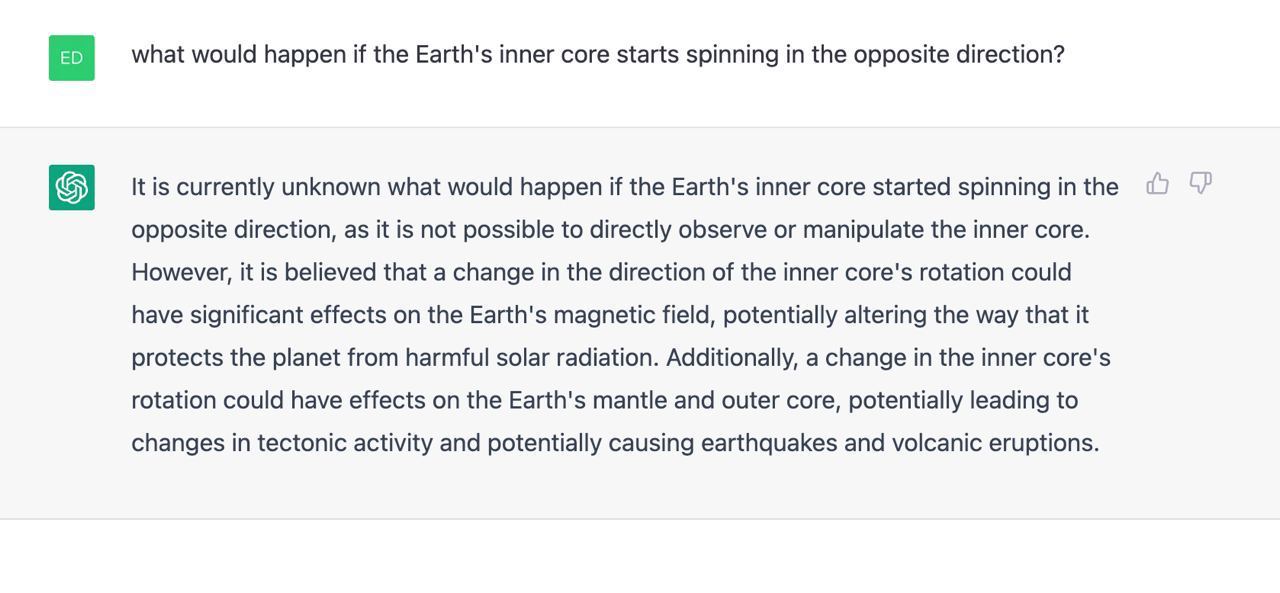 ED
what would happen if the Earth's inner core starts spinning in the opposite direction?
It is currently unknown what would happen if the Earth's inner core started spinning in the
opposite direction, as it is not possible to directly observe or manipulate the inner core.
However, it is believed that a change in the direction of the inner core's rotation could
have significant effects on the Earth's magnetic field, potentially altering the way that it
protects the planet from harmful solar radiation. Additionally, a change in the inner core's
rotation could have effects on the Earth's mantle and outer core, potentially leading to
changes in tectonic activity and potentially causing earthquakes and volcanic eruptions.